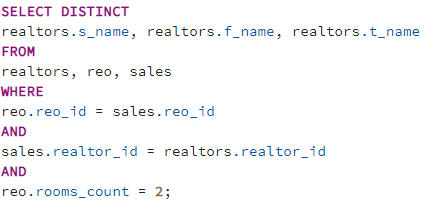 SELECT DISTINCT
realtors.s_name, realtors.f_name, realtors.t_name
FROM
realtors, reo, sales
WHERE
reo.reo_id = sales.reo_id
AND
sales.realtor_id = realtors.realtor_id
AND
reo.rooms_count = 2;